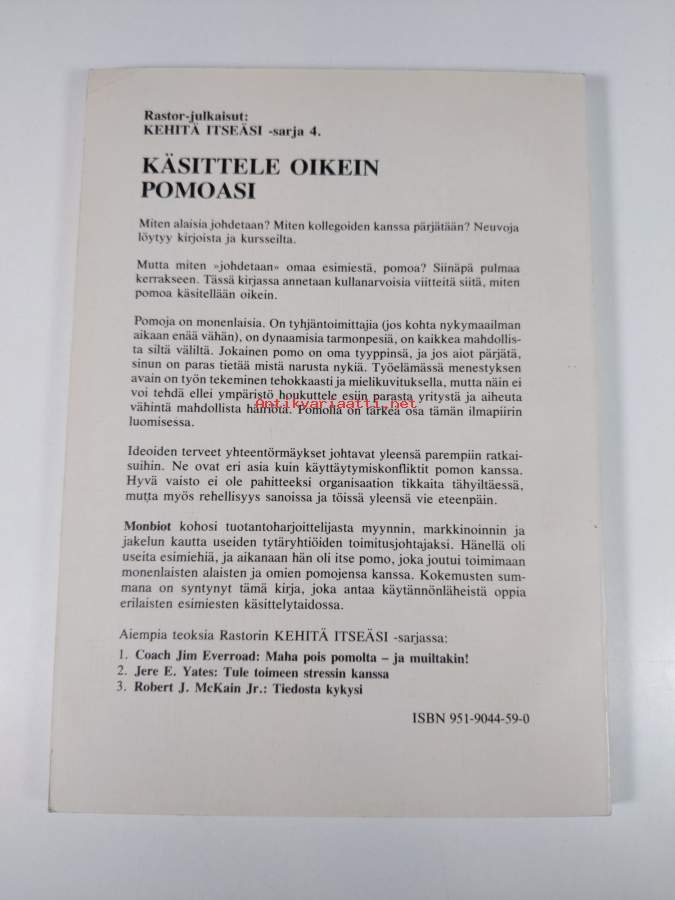 Rastor-julkaisut:
KEHITÄ ITSEÄSI -sarja 4.
KÄSITTELE OIKEIN
POMOASI
Miten alaisia johdetaan? Miten kollegoiden kanssa pärjätään? Neuvoja
löytyy kirjoista ja kursseilta.
Mutta miten »johdetaan» omaa esimiestä, pomoa? Siinäpä pulmaa
kerrakseen. Tässä kirjassa annetaan kullanarvoisia viitteitä siitä, miten
pomoa käsitellään oikein.
Pomoja on monenlaisia. On tyhjäntoimittajia (jos kohta nykymaailman
aikaan enää vähän), on dynaamisia tarmonpesiä, on kaikkea mahdollis-
ta siltä väliltä. Jokainen pomo on oma tyyppinsä, ja jos aiot pärjätä,
sinun on paras tietää mistä narusta nykiä. Työelämässä menestyksen
avain on työn tekeminen tehokkaasti ja mielikuvituksella, mutta näin ei
voi tehdä ellei ympäristö houkuttele esiin parasta yritystä ja aiheuta
vähintä mahdollista häiriötä. Pomolla on tärkeä osa tämän ilmapiirin
Antikvariaatti.net
luomisessa.
Ideoiden terveet yhteentörmäykset johtavat yleensä parempiin ratkai-
suihin. Ne ovat eri asia kuin käyttäytymiskonfliktit pomon kanssa.
Hyvä vaisto ei ole pahitteeksi organisaation tikkaita tähyiltäessä,
mutta myös rehellisyys sanoissa ja töissä yleensä vie eteenpäin.
Monbiot kohosi tuotantoharjoittelijasta myynnin, markkinoinnin ja
jakelun kautta useiden tytäryhtiöiden toimitusjohtajaksi. Hänellä oli
useita esimiehiä, ja aikanaan hän oli itse pomo, joka joutui toimimaan
monenlaisten alaisten ja omien pomojensa kanssa. Kokemusten sum-
mana on syntynyt tämä kirja, joka antaa käytännönläheistä oppia
erilaisten esimiesten käsittelytaidossa.
Aiempia teoksia Rastorin KEHITÄ ITSEÄSI -sarjassa:
1. Coach Jim Everroad: Maha pois pomolta – ja muiltakin!
2. Jere E. Yates: Tule toimeen stressin kanssa
3. Robert J. McKain Jr.: Tiedosta kykysi
ISBN 951-9044-59-0